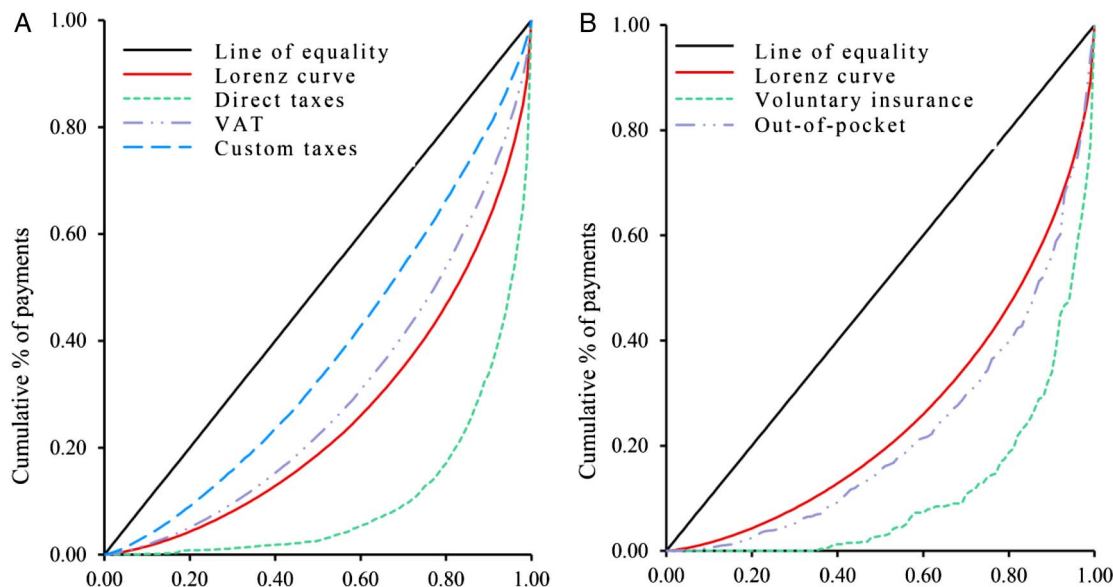 A
Cumulative % of payments
1.00
0.80
0.60
0.40
0.20
0.00
Line of equality
Lorenz curve
Direct taxes
VAT
Custom taxes
0.00 0.20 0.40 0.60 0.80 1.00
B
Cumulative % of payments
1.00
0.80
0.60
0.40
0.20
0.00
Line of equality
Lorenz curve
Voluntary insurance
Out-of-pocket
0.00 0.20 0.40 0.60 0.80 1.00